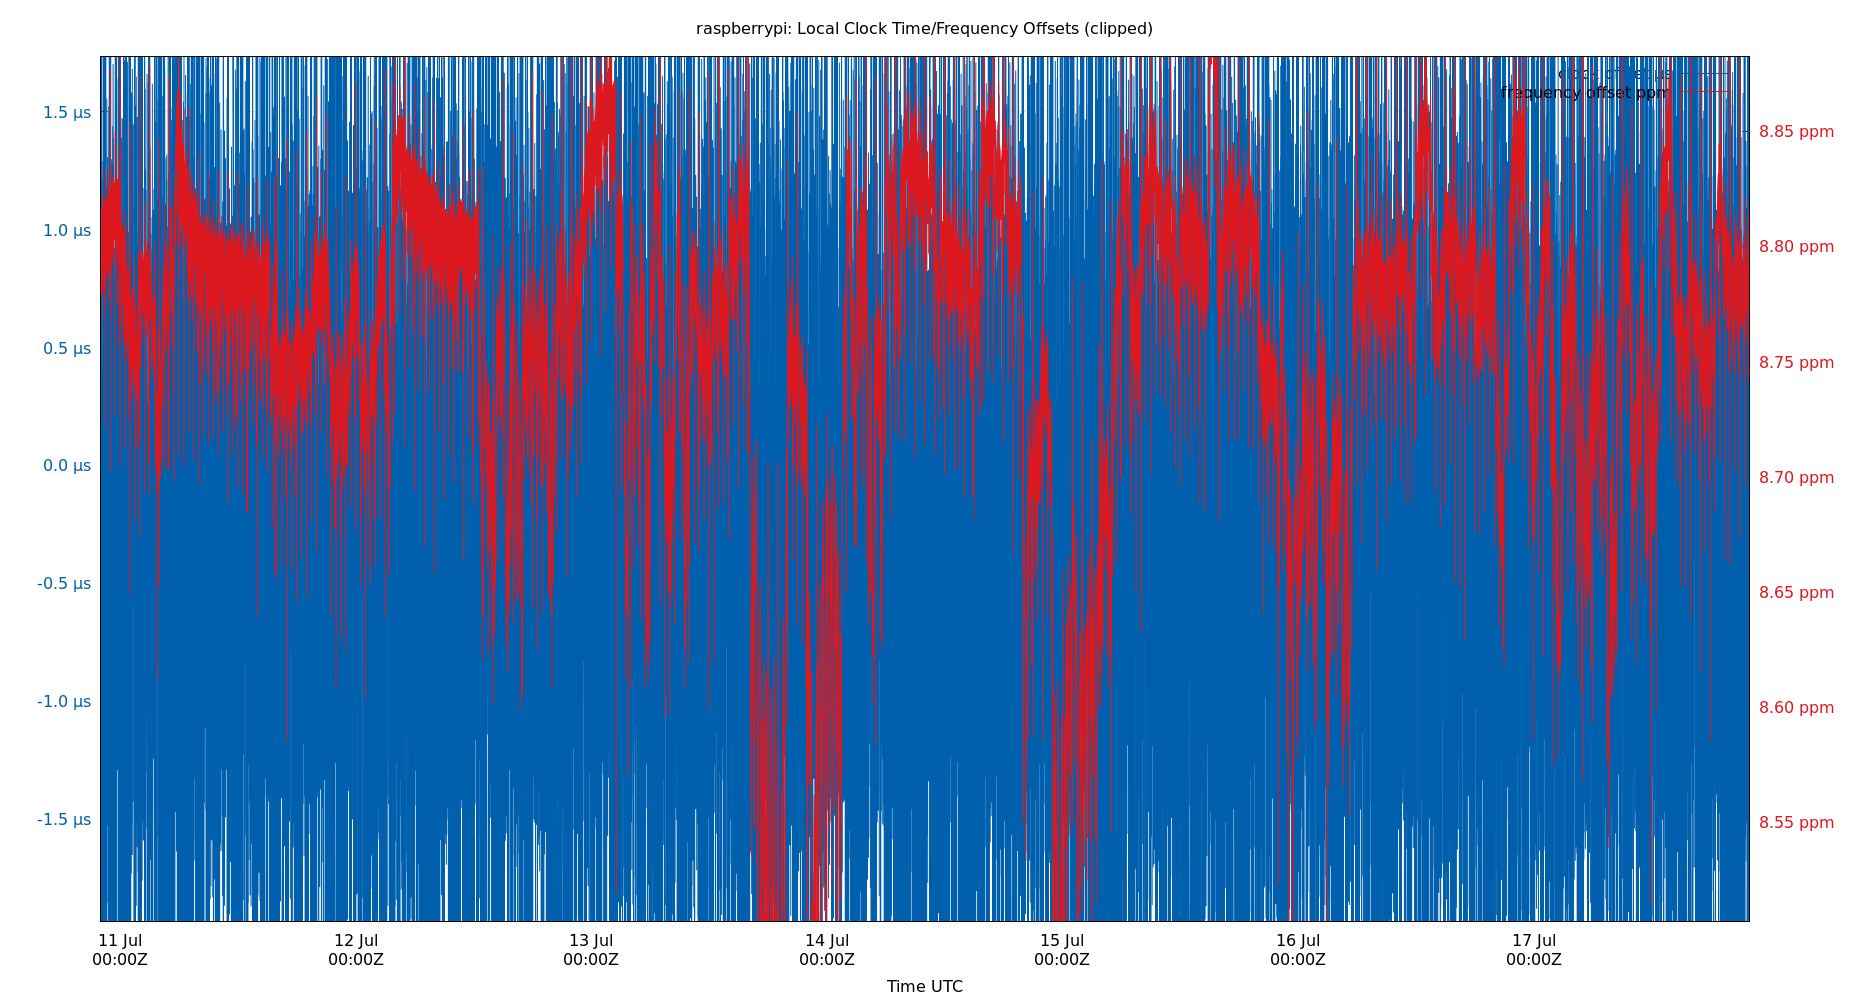 raspberrypi: Local Clock Time/Frequency Offsets (clipped)
frequency offset ppm
1.5 µs
1.0 µs
0.5 µs
0.0 µs
-0.5 µs
-1.0 µs
-1.5 µs
8.85 ppm
8.80 ppm
8.75 ppm
8.70 ppm
8.65 ppm
8.60 ppm
8.55 ppm
11 Jul
00:00Z
12 Jul
00:00Z
13 Jul
00:00Z
14 Jul
00:00Z
15 Jul
00:00Z
16 Jul
00:00Z
17 Jul
00:00Z
Time UTC